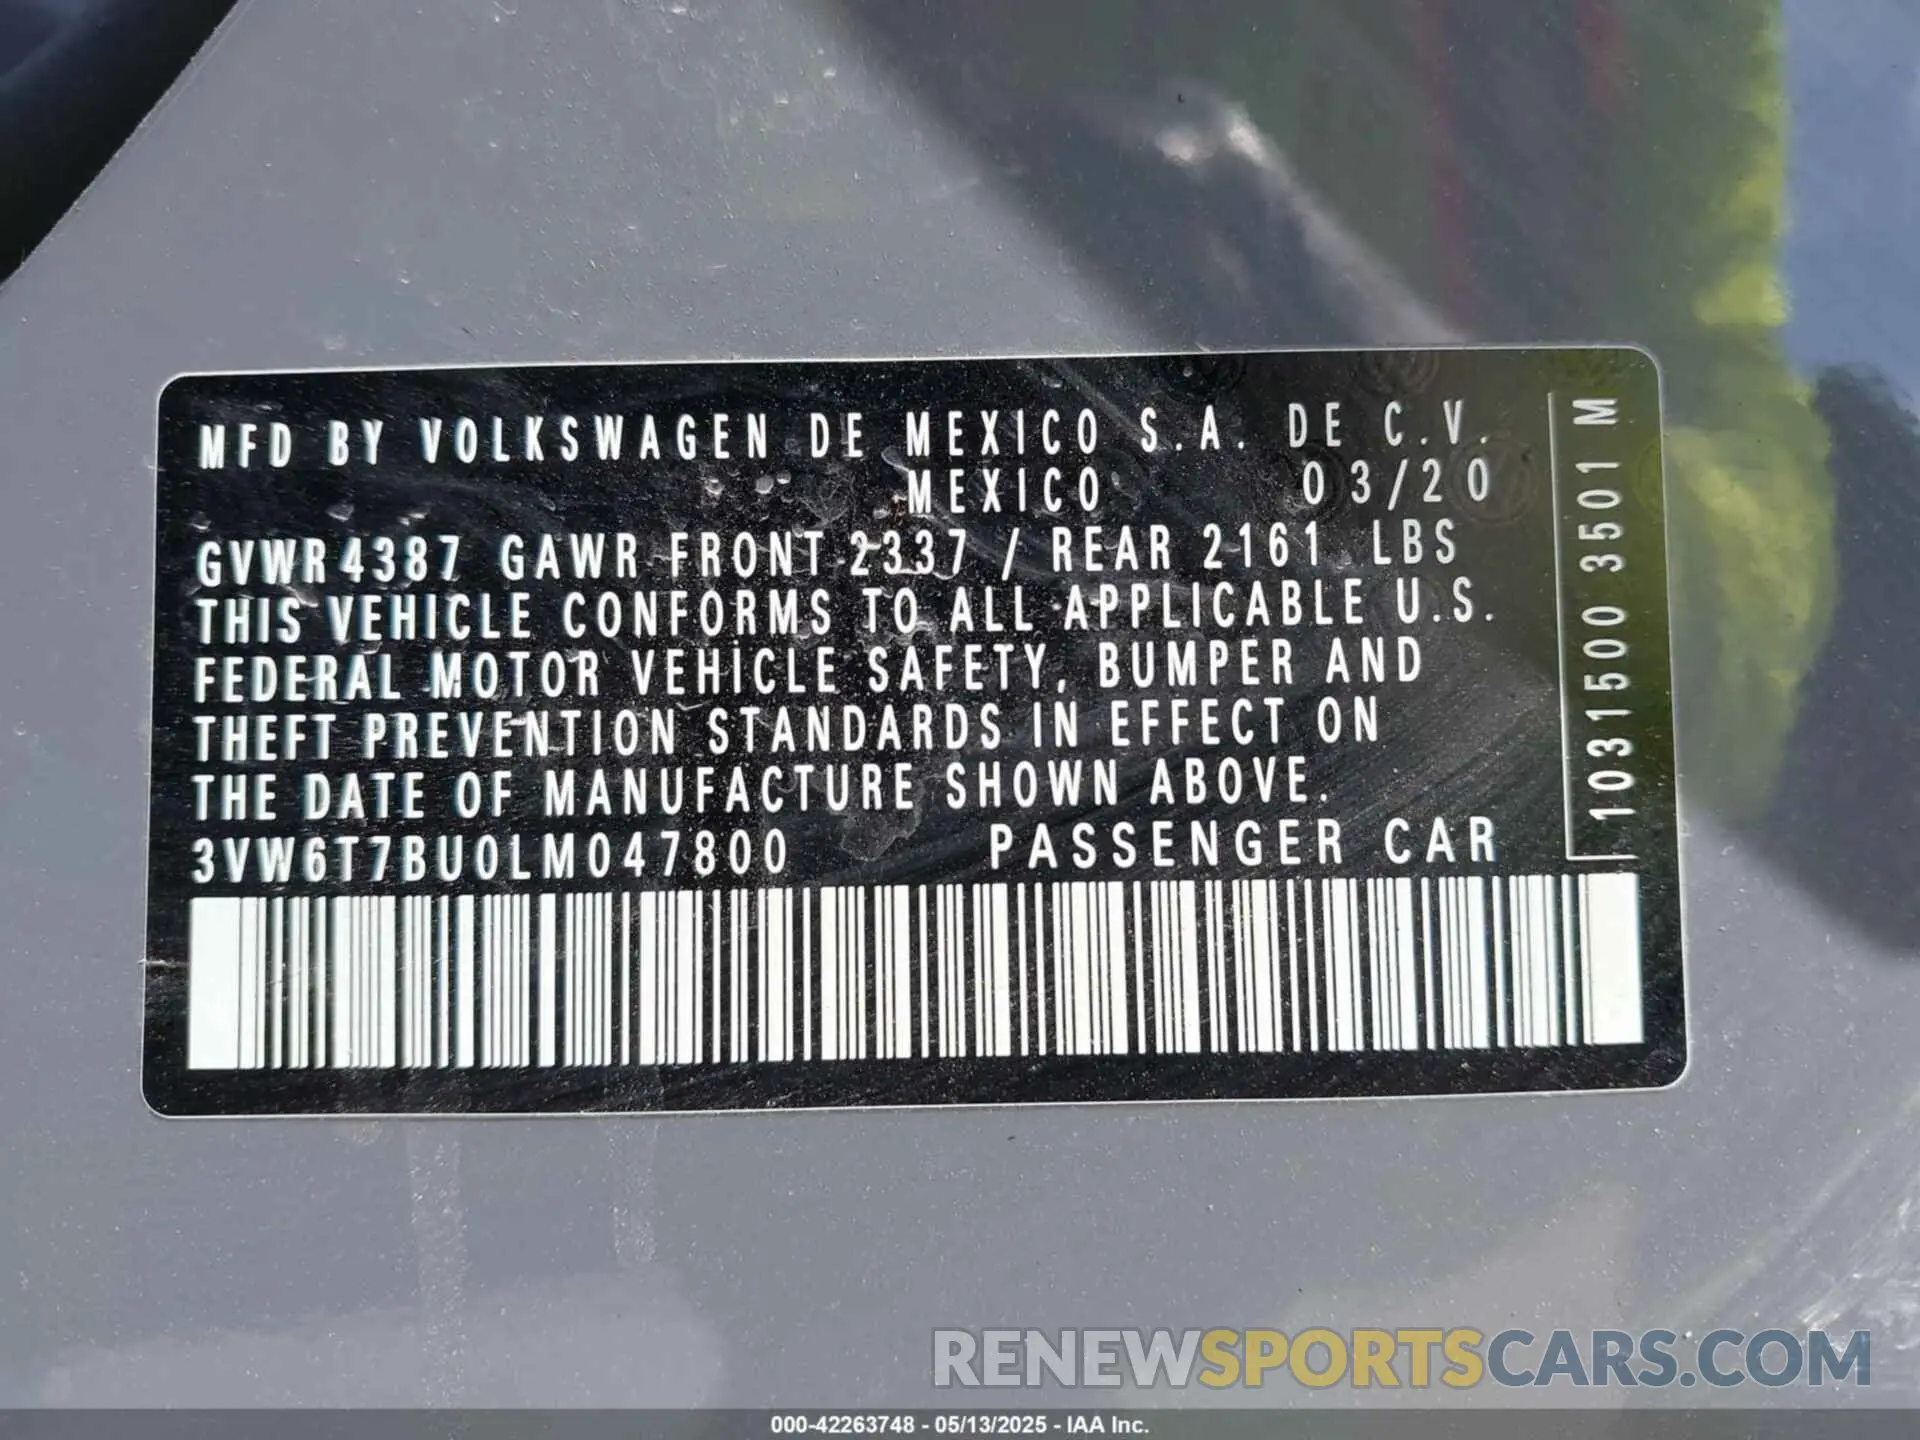 MFD BY VOLKSWAGEN DE MEXICO S.A. DE C.V.
MEXICO 03/20
GVWR 4387 GAWR FRONT 2337 / REAR 2161 LBS
THIS VEHICLE CONFORMS TO ALL APPLICABLE U.S.
FEDERAL MOTOR VEHICLE SAFETY, BUMPER AND
THEFT PREVENTION STANDARDS IN EFFECT ON
THE DATE OF MANUFACTURE SHOWN ABOVE.
3VW6T7BU0LM047800 PASSENGER CAR
1031500 3501 M
RENEWSPORTSCARS.COM
000-42263748 - 05/13/2025 - IAA Inc.